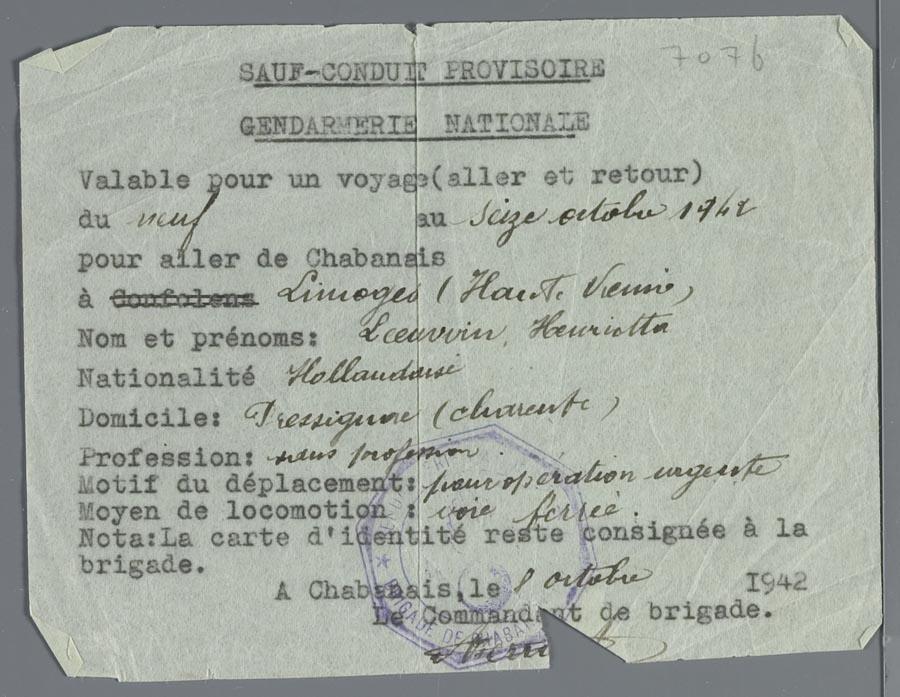 7076
SAUF-CONDUIT PROVISOIRE
GENDARMERIE NATIONALE
Valable pour un voyage(aller et retour)
du neuf au seize octobre 1942
pour aller de Chabanais
à Confolens Limoges (Haute Vienne)
Nom et prénoms: Leeuwin, Henriette
Nationalité Hollandaise
Domicile: Pressignac (Charente)
Profession: sans profession.
Motif du déplacement: pour opération urgente
Moyen de locomotion : voie ferrée.
Nota:La carte d'identité reste consignée à la
brigade.
A Chabanais,le 8 octobre 1942
Le Commandant de brigade.
BRIGADE DE CHABAN